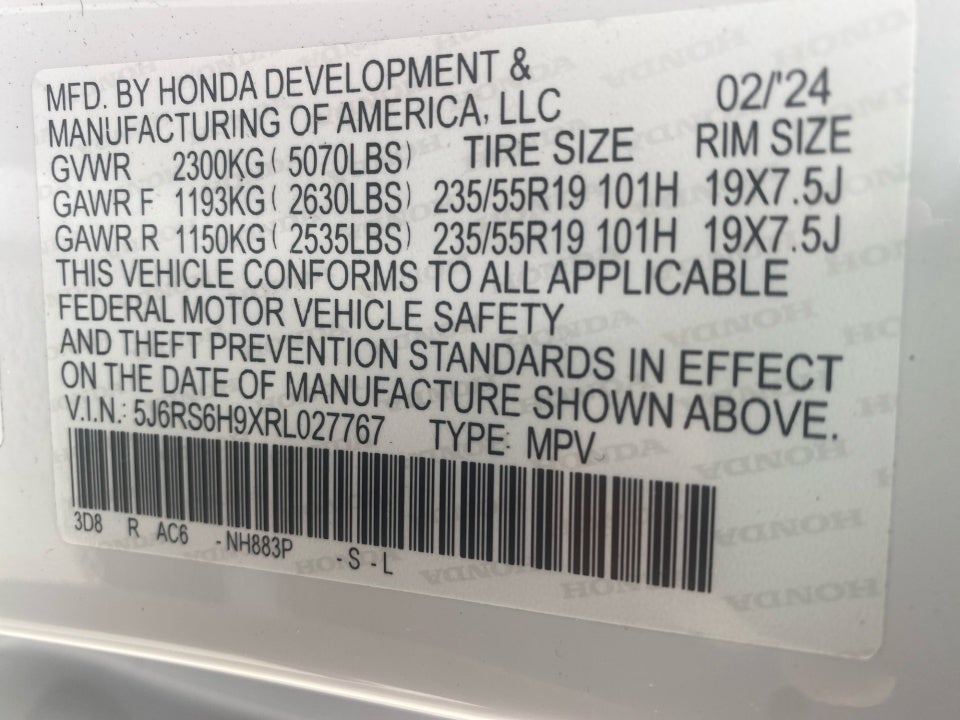 MFD. BY HONDA DEVELOPMENT &
MANUFACTURING OF AMERICA, LLC 02/'24
GVWR 2300KG( 5070LBS) TIRE SIZE RIM SIZE
GAWR F 1193KG( 2630LBS) 235/55R19 101H 19X7.5J
GAWR R 1150KG( 2535LBS) 235/55R19 101H 19X7.5J
THIS VEHICLE CONFORMS TO ALL APPLICABLE
FEDERAL MOTOR VEHICLE SAFETY
AND THEFT PREVENTION STANDARDS IN EFFECT
ON THE DATE OF MANUFACTURE SHOWN ABOVE.
V.I.N.: 5J6RS6H9XRL027767 TYPE: MPV
3D8 R AC6 -NH883P -S-L